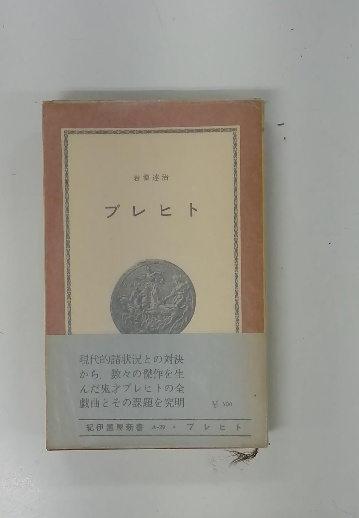 岩淵達治
ブレヒト
現代的諸状況との対決
から、数々の傑作を生
んだ鬼才ブレヒトの全
戯曲とその課題を究明
紀伊國屋新書 ・ ブレヒト